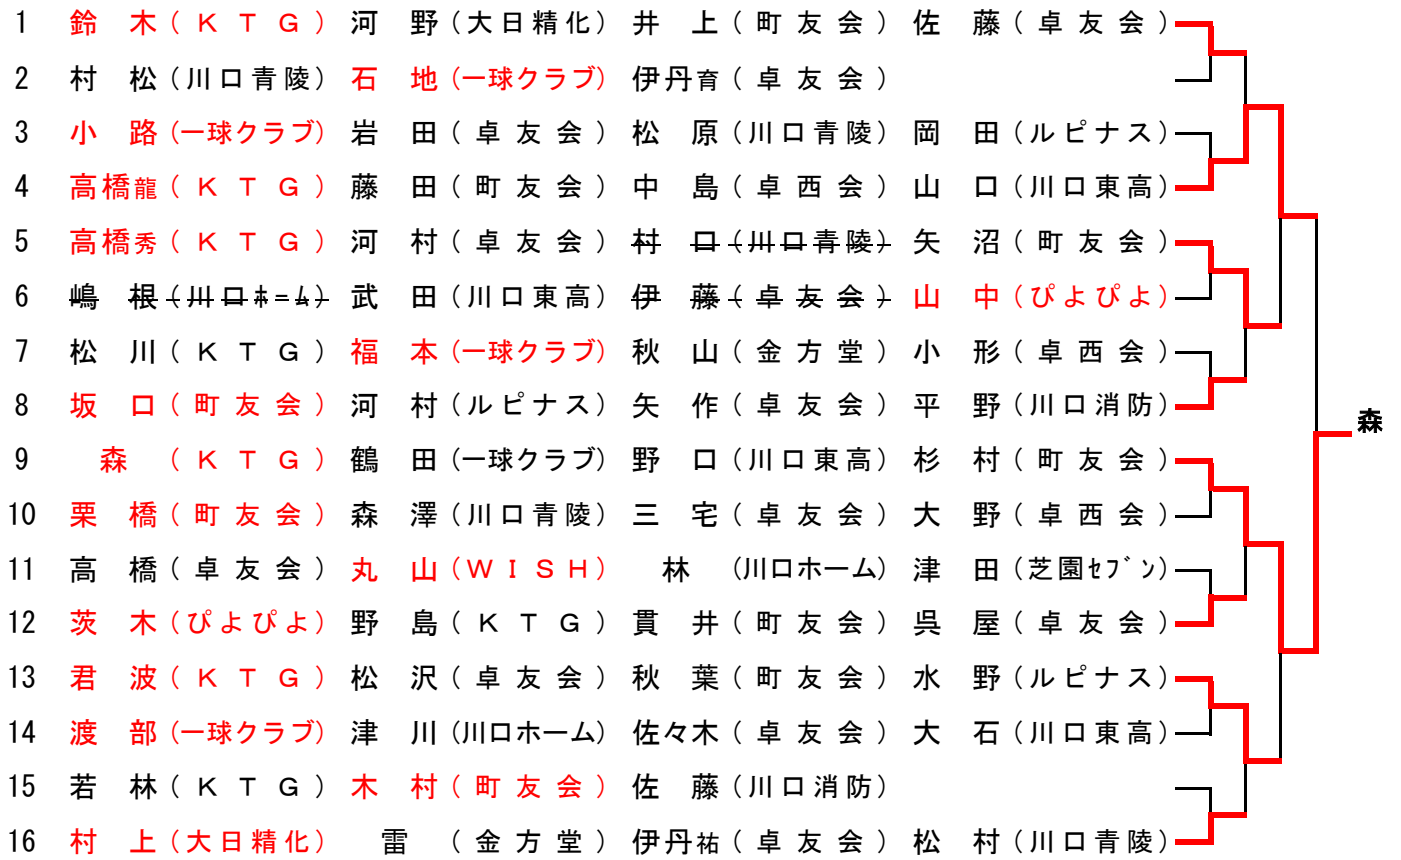 1 鈴 木（ＫＴＧ） 河 野（大日精化） 井 上（町友会） 佐 藤（卓友会）
2 村 松（川口青陵） 石 地（一球クラブ） 伊丹育（卓友会）
3 小 路（一球クラブ） 岩 田（卓友会） 松 原（川口青陵） 岡 田（ルピナス）
4 高橋龍（ＫＴＧ） 藤 田（町友会） 中 島（卓西会） 山 口（川口東高）
5 高橋秀（ＫＴＧ） 河 村（卓友会） 村 口（川口青陵） 矢 沼（町友会）
6 嶋 根（川口ホーム） 武 田（川口東高） 伊 藤（卓友会） 山 中（ぴよぴよ）
7 松 川（ＫＴＧ） 福 本（一球クラブ） 秋 山（金方堂） 小 形（卓西会）
8 坂 口（町友会） 河 村（ルピナス） 矢 作（卓友会） 平 野（川口消防）
森
9 森（ＫＴＧ） 鶴 田（一球クラブ） 野 口（川口東高） 杉 村（町友会）
10 栗 橋（町友会） 森 澤（川口青陵） 三 宅（卓友会） 大 野（卓西会）
11 高 橋（卓友会） 丸 山（ＷＩＳＨ） 林（川口ホーム） 津 田（芝園ｾﾌﾞﾝ）
12 茨 木（ぴよぴよ） 野 島（ＫＴＧ） 貫 井（町友会） 呉 屋（卓友会）
13 君 波（ＫＴＧ） 松 沢（卓友会） 秋 葉（町友会） 水 野（ルピナス）
14 渡 部（一球クラブ） 津 川（川口ホーム） 佐々木（卓友会） 大 石（川口東高）
15 若 林（ＫＴＧ） 木 村（町友会） 佐 藤（川口消防）
16 村 上（大日精化） 雷（金方堂） 伊丹祐（卓友会） 松 村（川口青陵）